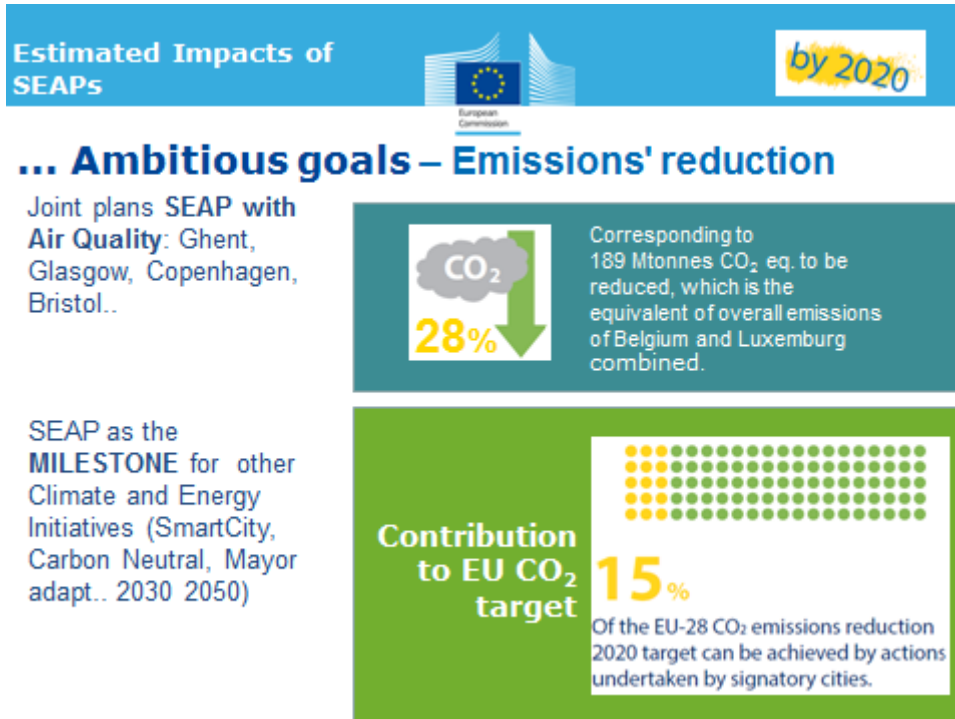 Estimated Impacts of
SEAPs
European
Commission
by 2020
... Ambitious goals – Emissions' reduction
Joint plans SEAP with
Air Quality: Ghent,
Glasgow, Copenhagen,
Bristol..
CO₂
28%
Corresponding to
189 Mtonnes CO₂ eq. to be
reduced, which is the
equivalent of overall emissions
of Belgium and Luxemburg
combined.
SEAP as the
MILESTONE for other
Climate and Energy
Initiatives (SmartCity,
Carbon Neutral, Mayor
adapt.. 2030 2050)
Contribution
to EU CO₂
target
15%
Of the EU-28 CO₂ emissions reduction
2020 target can be achieved by actions
undertaken by signatory cities.